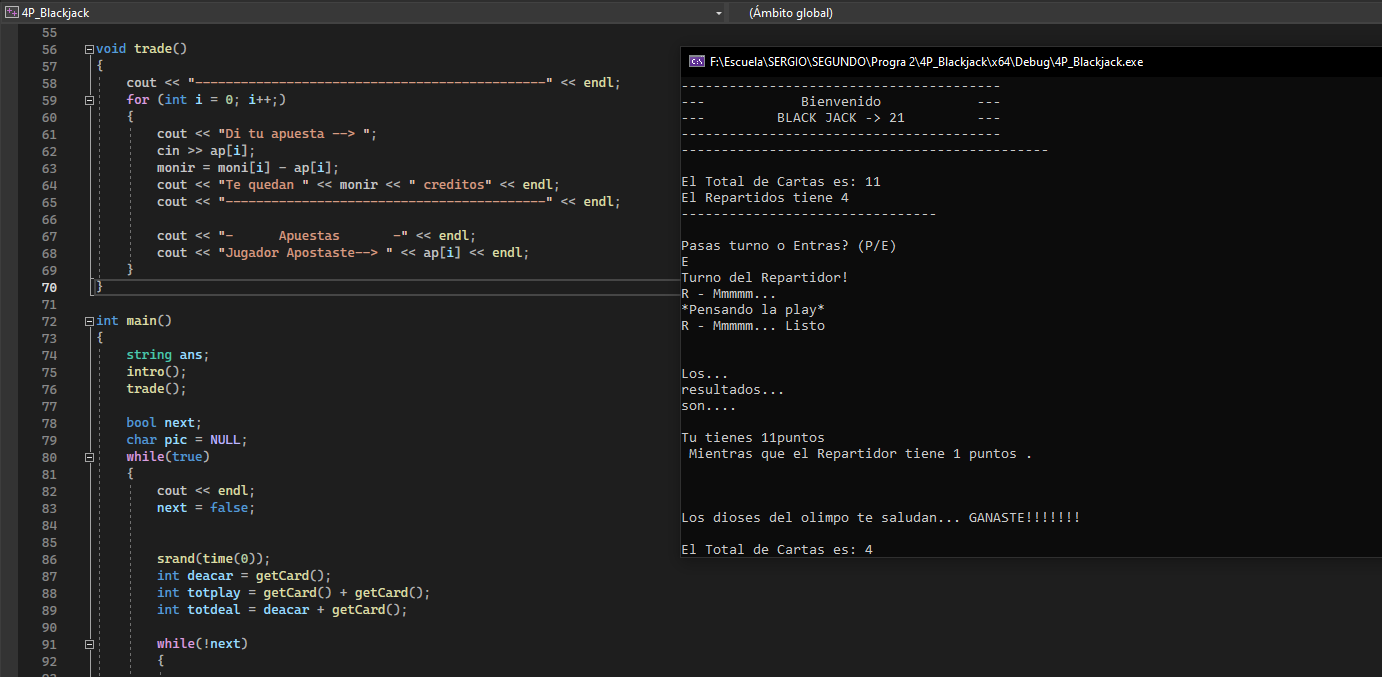 4P_Blackjack (Ámbito global)
55
56 void trade()
57 {
58 cout << "----------------------------------------------" << endl;
59 for (int i = 0; i++;)
60 {
61 cout << "Di tu apuesta --> ";
62 cin >> ap[i];
63 monir = moni[i] - ap[i];
64 cout << "Te quedan " << monir << " creditos" << endl;
65 cout << "------------------------------------------" << endl;
66
67 cout << "-      Apuestas       -" << endl;
68 cout << "Jugador Apostaste--> " << ap[i] << endl;
69 }
70 }
71
72 int main()
73 {
74 string ans;
75 intro();
76 trade();
77
78 bool next;
79 char pic = NULL;
80 while(true)
81 {
82 cout << endl;
83 next = false;
84
85
86 srand(time(0));
87 int deacar = getCard();
88 int totplay = getCard() + getCard();
89 int totdeal = deacar + getCard();
90
91 while(!next)
92 {
F:\Escuela\SERGIO\SEGUNDO\Progra 2\4P_Blackjack\x64\Debug\4P_Blackjack.exe
----------------------------------------
---            Bienvenido            ---
---         BLACK JACK -> 21         ---
----------------------------------------
----------------------------------------------
El Total de Cartas es: 11
El Repartidos tiene 4
--------------------------------
Pasas turno o Entras? (P/E)
E
Turno del Repartidor!
R - Mmmmm...
*Pensando la play*
R - Mmmmm... Listo
Los...
resultados...
son....
Tu tienes 11puntos
Mientras que el Repartidor tiene 1 puntos .
Los dioses del olimpo te saludan... GANASTE!!!!!!!
El Total de Cartas es: 4